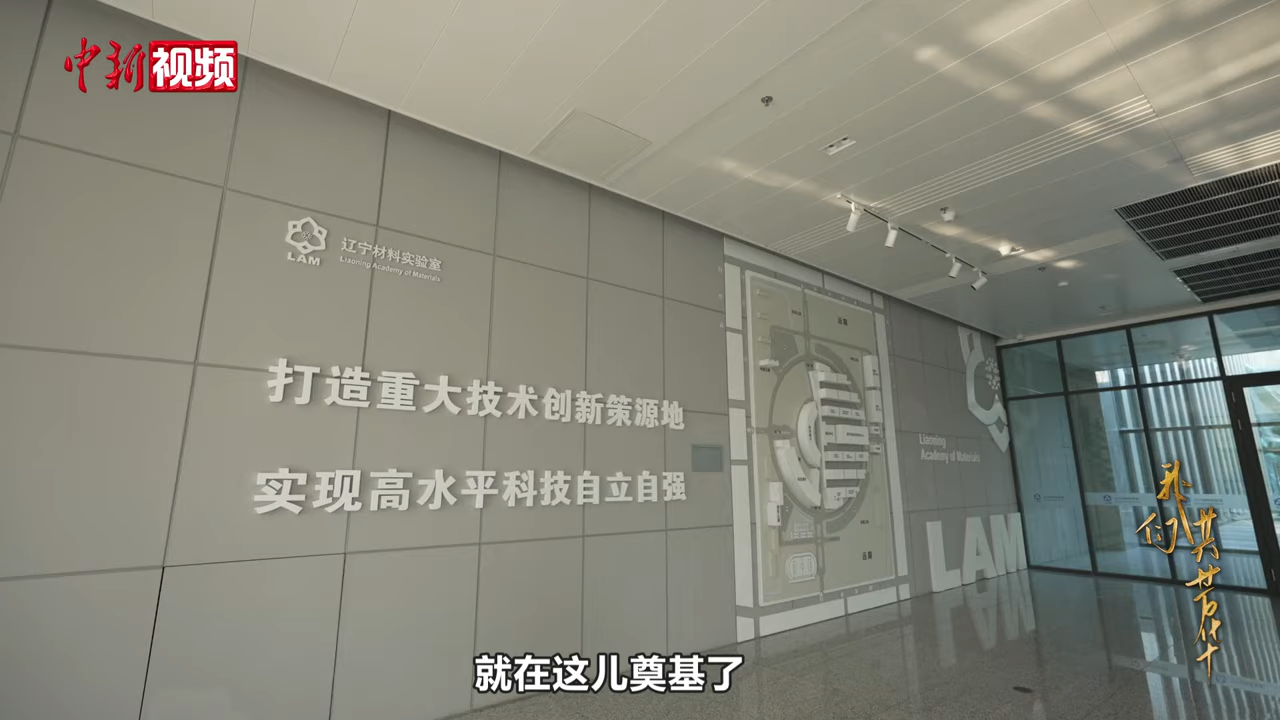 中新视频
辽宁材料实验室
Liaoning Academy of Materials
LAM
打造重大技术创新策源地
实现高水平科技自立自强
Liaoning
Academy of Materials
LAM
我们共苦什
就在这儿奠基了